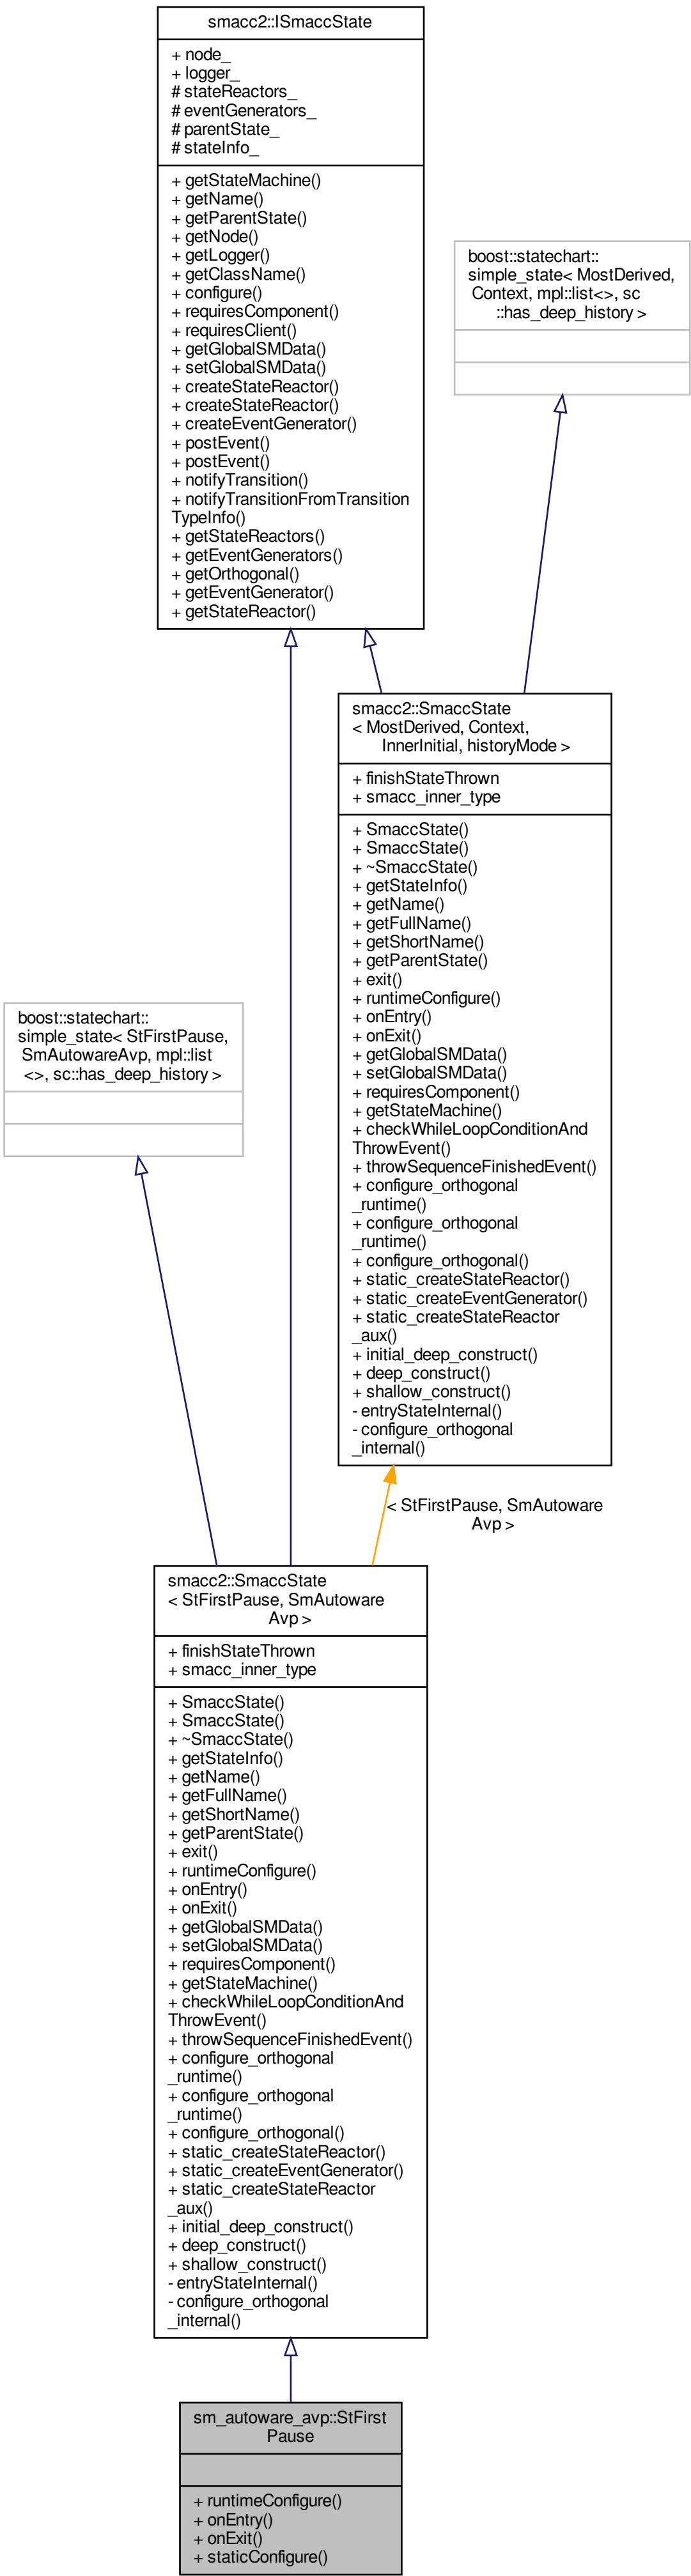 smacc2::ISmaccState
+ node_
+ logger_
# stateReactors_
# eventGenerators_
# parentState_
# stateInfo_
+ getStateMachine()
+ getName()
+ getParentState()
+ getNode()
+ getLogger()
+ getClassName()
+ configure()
+ requiresComponent()
+ requiresClient()
+ getGlobalSMData()
+ setGlobalSMData()
+ createStateReactor()
+ createStateReactor()
+ createEventGenerator()
+ postEvent()
+ postEvent()
+ notifyTransition()
+ notifyTransitionFromTransition
TypeInfo()
+ getStateReactors()
+ getEventGenerators()
+ getOrthogonal()
+ getEventGenerator()
+ getStateReactor()
boost::statechart::
simple_state< MostDerived,
Context, mpl::list<>, sc
::has_deep_history >
smacc2::SmaccState
< MostDerived, Context,
InnerInitial, historyMode >
+ finishStateThrown
+ smacc_inner_type
+ SmaccState()
+ SmaccState()
+ ~SmaccState()
+ getStateInfo()
+ getName()
+ getFullName()
+ getShortName()
+ getParentState()
+ exit()
+ runtimeConfigure()
+ onEntry()
+ onExit()
+ getGlobalSMData()
+ setGlobalSMData()
+ requiresComponent()
+ getStateMachine()
+ checkWhileLoopConditionAnd
ThrowEvent()
+ throwSequenceFinishedEvent()
+ configure_orthogonal
_runtime()
+ configure_orthogonal
_runtime()
+ configure_orthogonal()
+ static_createStateReactor()
+ static_createEventGenerator()
+ static_createStateReactor
_aux()
+ initial_deep_construct()
+ deep_construct()
+ shallow_construct()
- entryStateInternal()
- configure_orthogonal
_internal()
boost::statechart::
simple_state< StFirstPause,
SmAutowareAvp, mpl::list
<>, sc::has_deep_history >
< StFirstPause, SmAutoware
Avp >
smacc2::SmaccState
< StFirstPause, SmAutoware
Avp >
+ finishStateThrown
+ smacc_inner_type
+ SmaccState()
+ SmaccState()
+ ~SmaccState()
+ getStateInfo()
+ getName()
+ getFullName()
+ getShortName()
+ getParentState()
+ exit()
+ runtimeConfigure()
+ onEntry()
+ onExit()
+ getGlobalSMData()
+ setGlobalSMData()
+ requiresComponent()
+ getStateMachine()
+ checkWhileLoopConditionAnd
ThrowEvent()
+ throwSequenceFinishedEvent()
+ configure_orthogonal
_runtime()
+ configure_orthogonal
_runtime()
+ configure_orthogonal()
+ static_createStateReactor()
+ static_createEventGenerator()
+ static_createStateReactor
_aux()
+ initial_deep_construct()
+ deep_construct()
+ shallow_construct()
- entryStateInternal()
- configure_orthogonal
_internal()
sm_autoware_avp::StFirst
Pause
+ runtimeConfigure()
+ onEntry()
+ onExit()
+ staticConfigure()